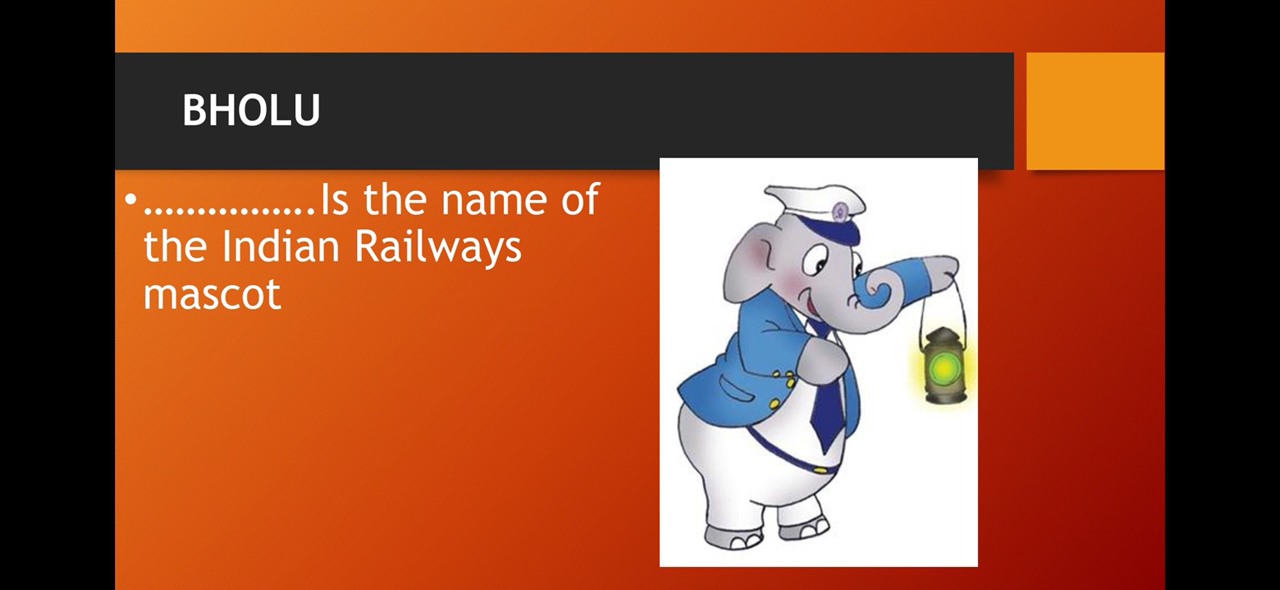 BHOLU
•…………….Is the name of
the Indian Railways
mascot